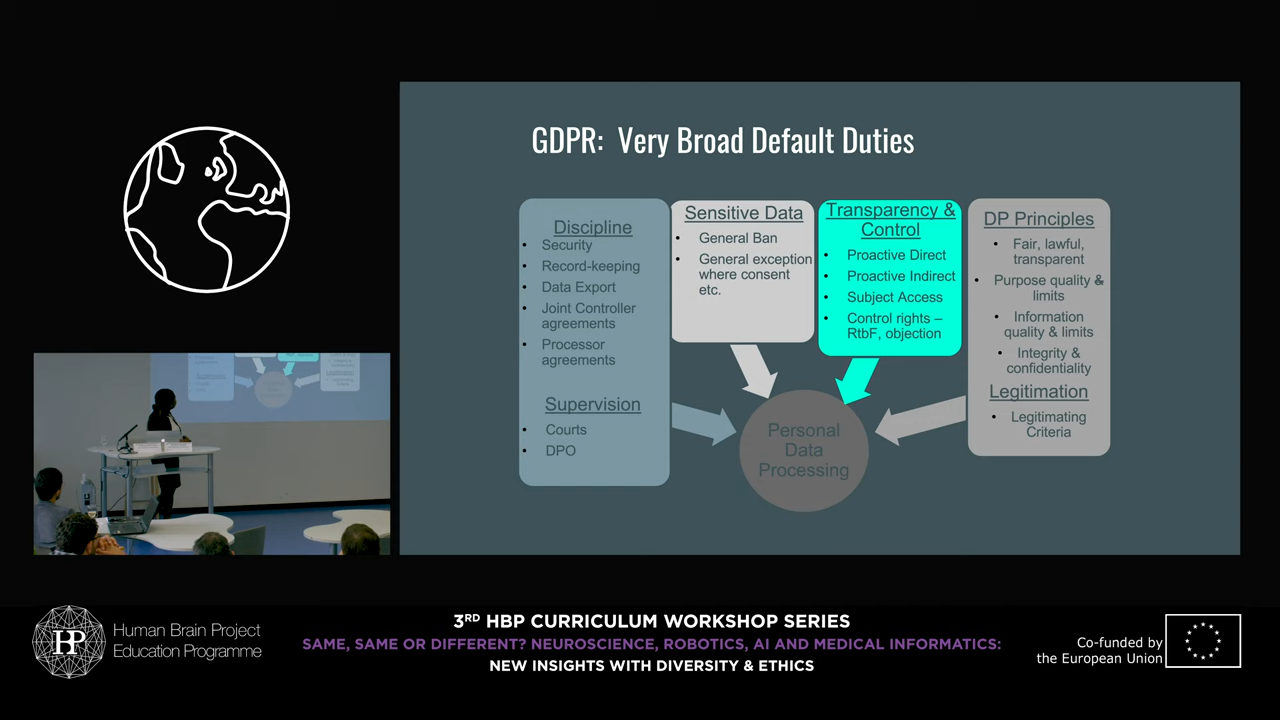 GDPR: Very Broad Default Duties
Discipline
• Security
• Record-keeping
• Data Export
• Joint Controller
agreements
• Processor
agreements
Supervision
• Courts
• DPO
Sensitive Data
• General Ban
• General exception
where consent
etc.
Transparency &
Control
• Proactive Direct
• Proactive Indirect
• Subject Access
• Control rights –
RtbF, objection
DP Principles
• Fair, lawful,
transparent
• Purpose quality &
limits
• Information
quality & limits
• Integrity &
confidentiality
Legitimation
• Legitimating
Criteria
Personal
Data
Processing
HP
Human Brain Project
Education Programme
3RD HBP CURRICULUM WORKSHOP SERIES
SAME, SAME OR DIFFERENT? NEUROSCIENCE, ROBOTICS, AI AND MEDICAL INFORMATICS:
NEW INSIGHTS WITH DIVERSITY & ETHICS
Co-funded by
the European Union